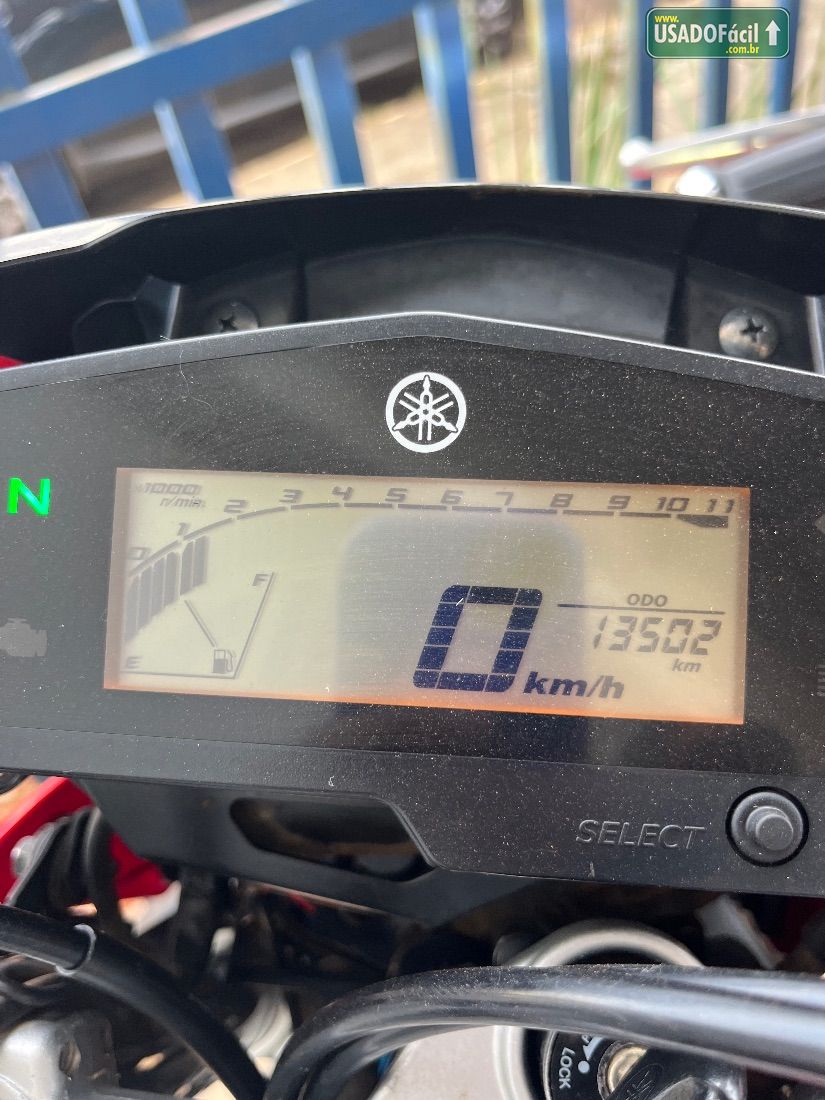 www.
USADOFácil
.com.br
N
x1000
r/min
0 1 2 3 4 5 6 7 8 9 10 11
F
ODO
13502
km
0 km/h
E
SELECT
LOCK